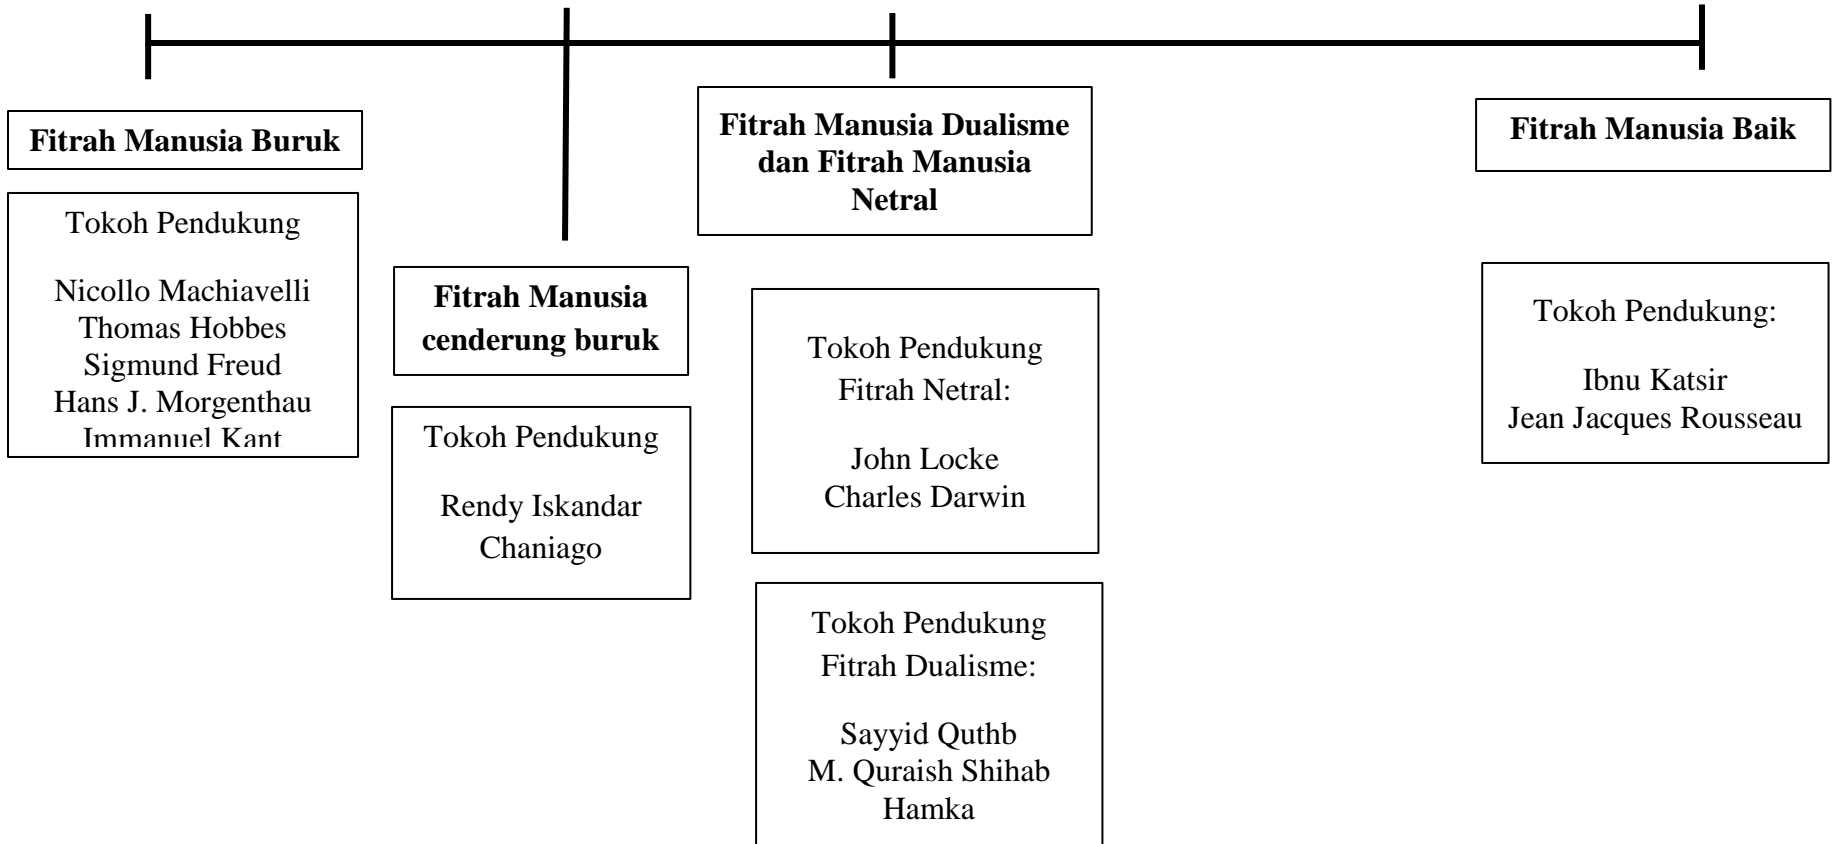 Fitrah Manusia Buruk
Tokoh Pendukung
Nicollo Machiavelli
Thomas Hobbes
Sigmund Freud
Hans J. Morgenthau
Immanuel Kant
Fitrah Manusia
cenderung buruk
Tokoh Pendukung
Rendy Iskandar
Chaniago
Fitrah Manusia Dualisme
dan Fitrah Manusia
Netral
Tokoh Pendukung
Fitrah Netral:
John Locke
Charles Darwin
Tokoh Pendukung
Fitrah Dualisme:
Sayyid Quthb
M. Quraish Shihab
Hamka
Fitrah Manusia Baik
Tokoh Pendukung:
Ibnu Katsir
Jean Jacques Rousseau